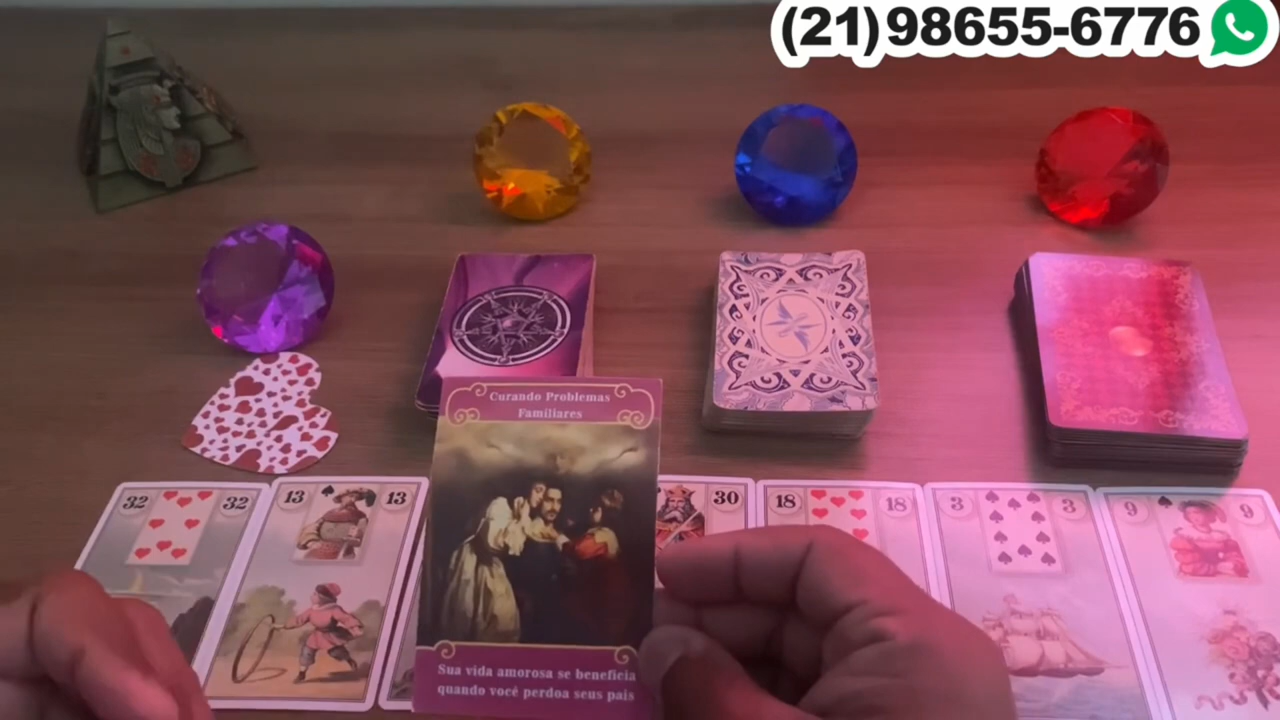 (21)98655-6776
Curando Problemas
Familiares
Sua vida amorosa se beneficia
quando você perdoa seus pais
32 32
13 13
30
18 18
3 3
9 9